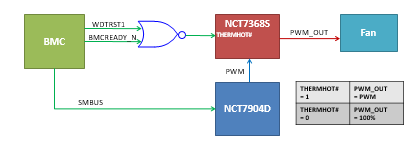 BMC
WDTRST1
BMCREADY_N
NCT7368S
THERMHOT#
PWM_OUT
Fan
PWM
SMBUS
NCT7904D
THERMHOT# = 1
PWM_OUT = PWM
THERMHOT# = 0
PWM_OUT = 100%